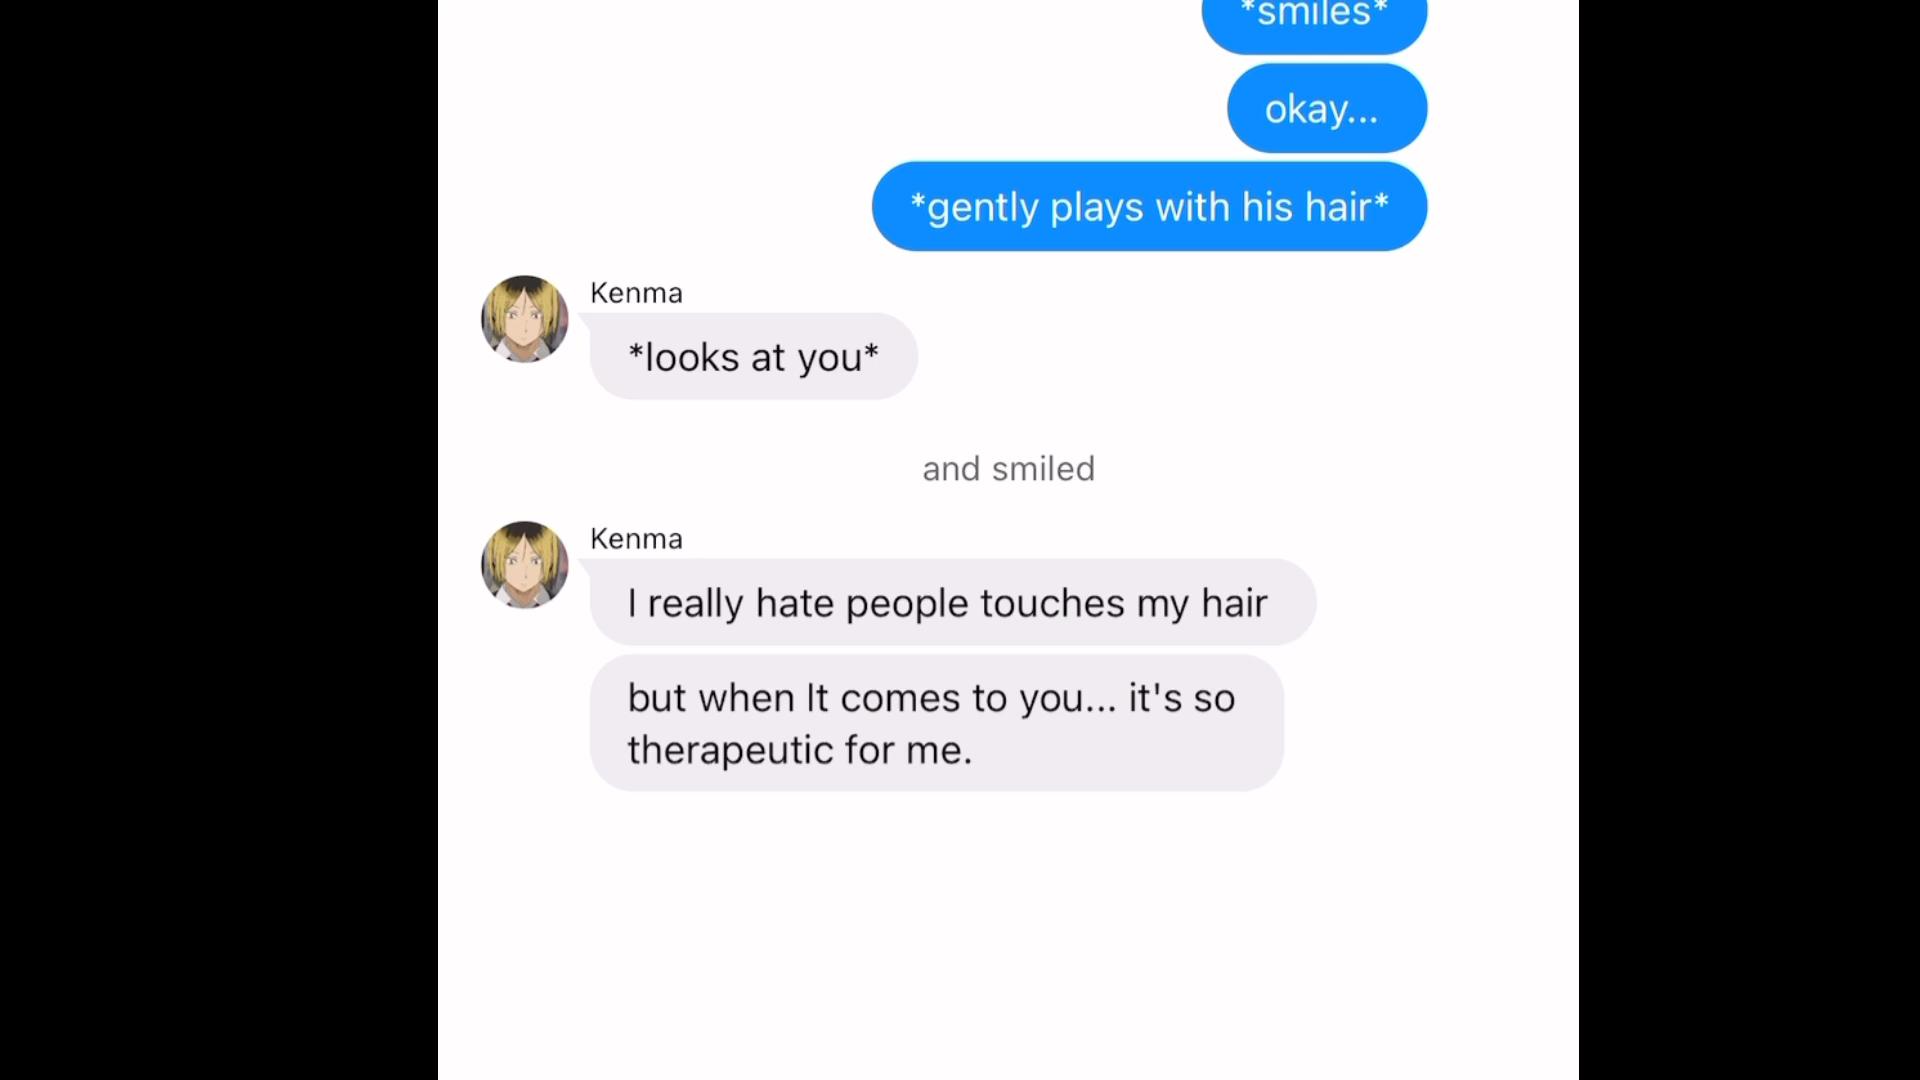 *smiles*
okay...
*gently plays with his hair*
Kenma
*looks at you*
and smiled
Kenma
I really hate people touches my hair
but when It comes to you... it's so
therapeutic for me.